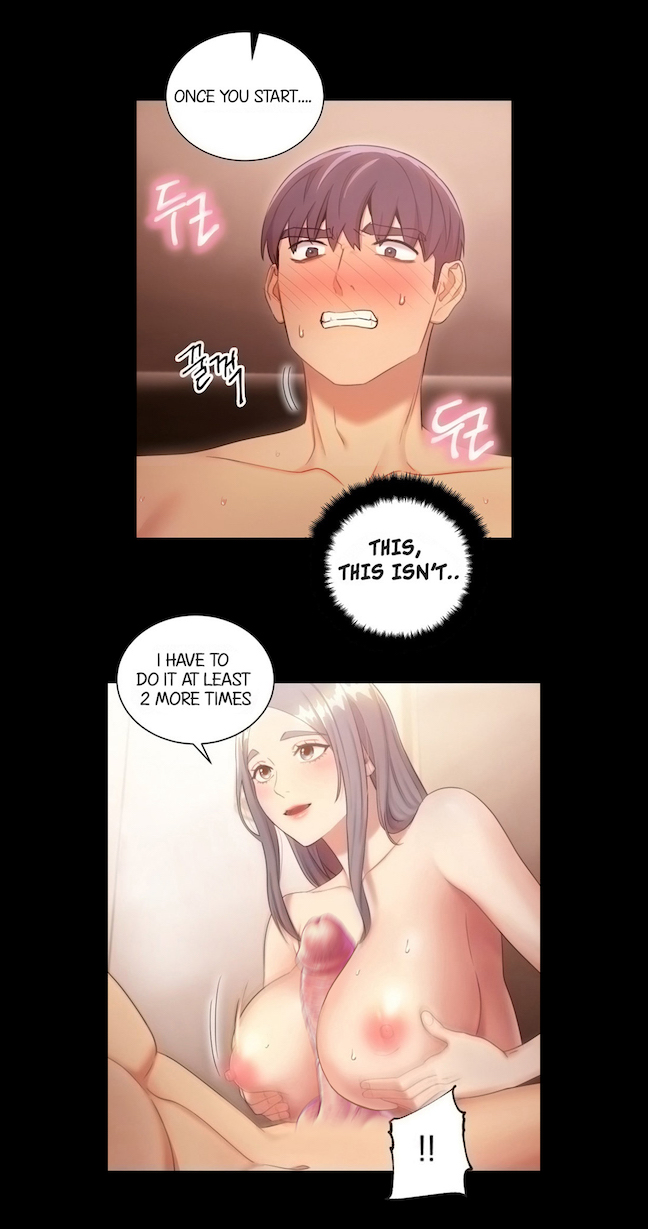 ONCE YOU START....
두근
꿀꺽
두근
THIS,
THIS ISN'T..
I HAVE TO
DO IT AT LEAST
2 MORE TIMES
!!